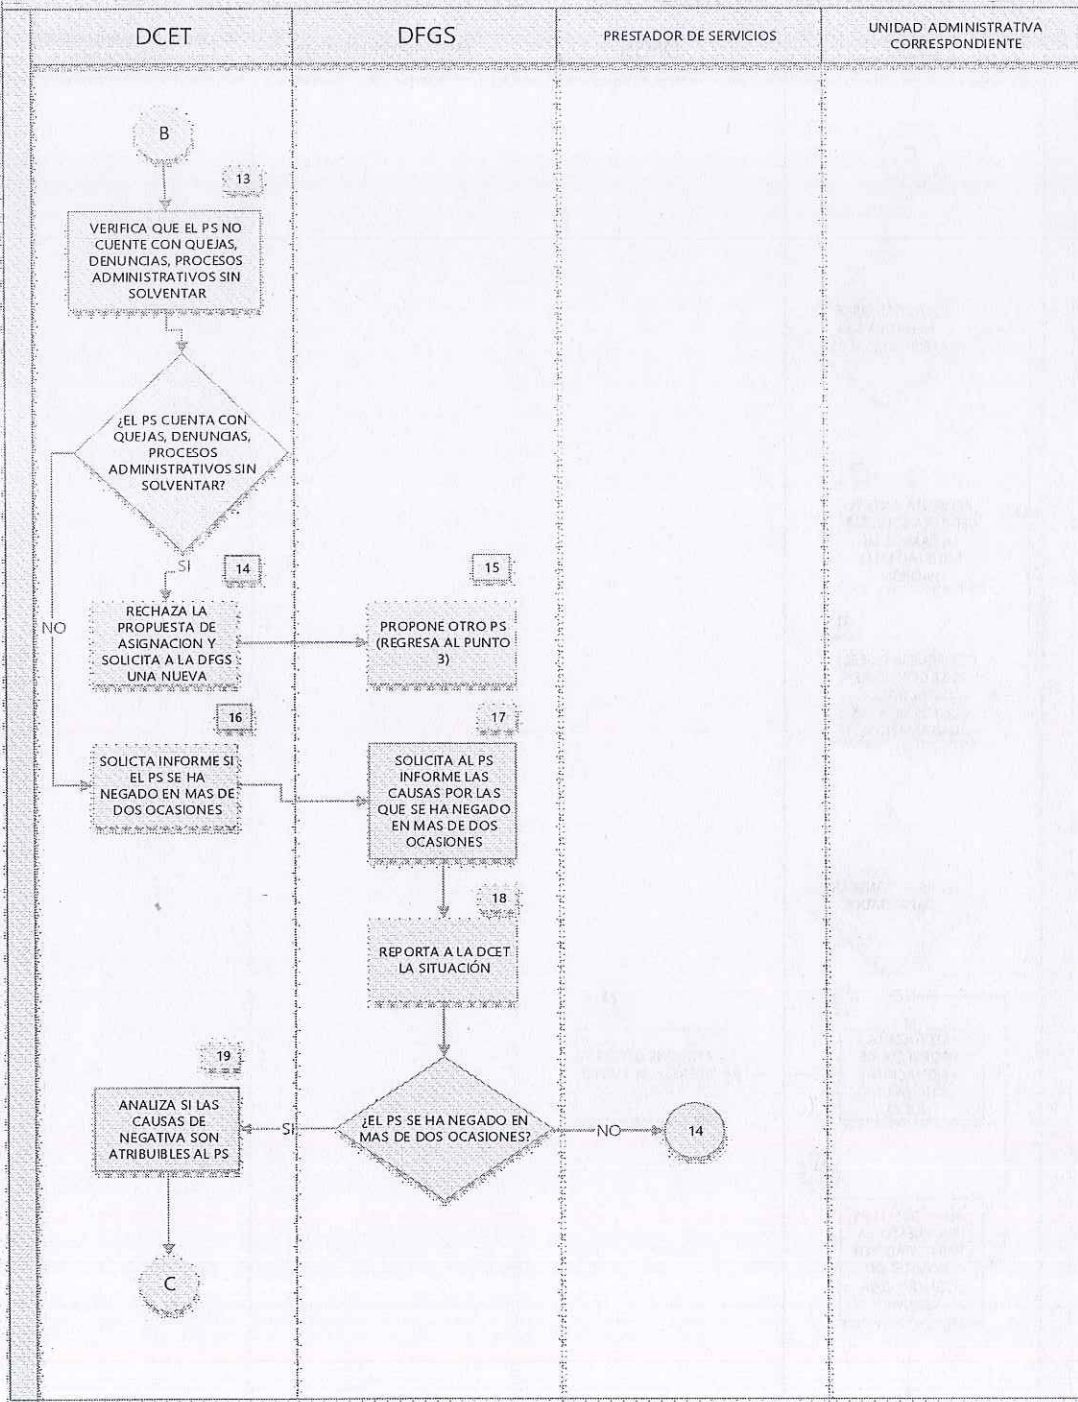 DCET
DFGS
PRESTADOR DE SERVICIOS
UNIDAD ADMINISTRATIVA
CORRESPONDIENTE
B
13
VERIFICA QUE EL PS NO
CUENTE CON QUEJAS,
DENUNCIAS, PROCESOS
ADMINISTRATIVOS SIN
SOLVENTAR
¿EL PS CUENTA CON
QUEJAS, DENUNCIAS,
PROCESOS
ADMINISTRATIVOS SIN
SOLVENTAR?
SI
NO
14
RECHAZA LA
PROPUESTA DE
ASIGNACION Y
SOLICITA A LA DFGS
UNA NUEVA
15
PROPONE OTRO PS
(REGRESA AL PUNTO
3)
16
SOLICTA INFORME SI
EL PS SE HA
NEGADO EN MAS DE
DOS OCASIONES
17
SOLICITA AL PS
INFORME LAS
CAUSAS POR LAS
QUE SE HA NEGADO
EN MAS DE DOS
OCASIONES
18
REPORTA A LA DCET
LA SITUACIÓN
¿EL PS SE HA NEGADO EN
MAS DE DOS OCASIONES?
SI
NO
14
19
ANALIZA SI LAS
CAUSAS DE
NEGATIVA SON
ATRIBUIBLES AL PS
C